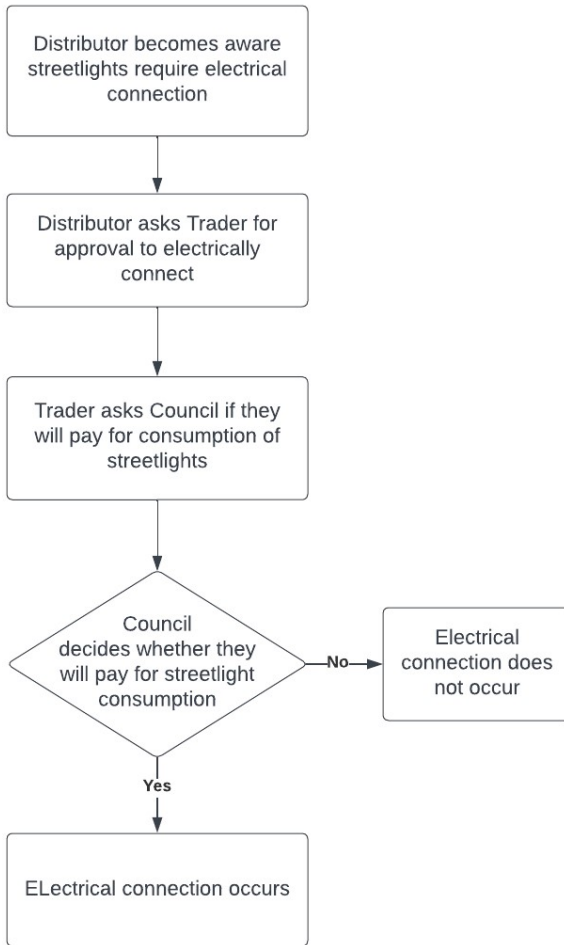 Distributor becomes aware
streetlights require electrical
connection
Distributor asks Trader for
approval to electrically
connect
Trader asks Council if they
will pay for consumption of
streetlights
Council
decides whether they
will pay for streetlight
consumption
No
Electrical
connection does
not occur
Yes
ELectrical connection occurs